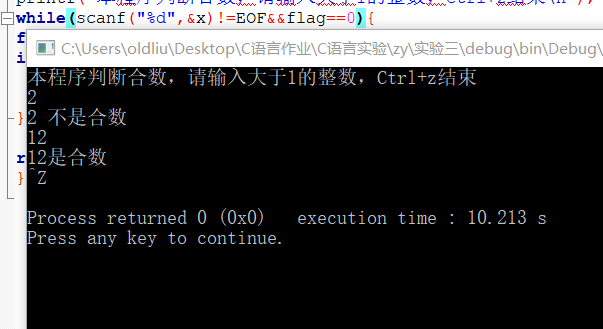 while(scanf("%d",&x)!=EOF&&flag==0){
C:\Users\oldliu\Desktop\C语言作业\C语言实验\zy\实验三\debug\bin\Debug\
本程序判断合数，请输入大于1的整数，Ctrl+z结束
2
2 不是合数
12
12是合数
^Z
Process returned 0 (0x0)   execution time : 10.213 s
Press any key to continue.